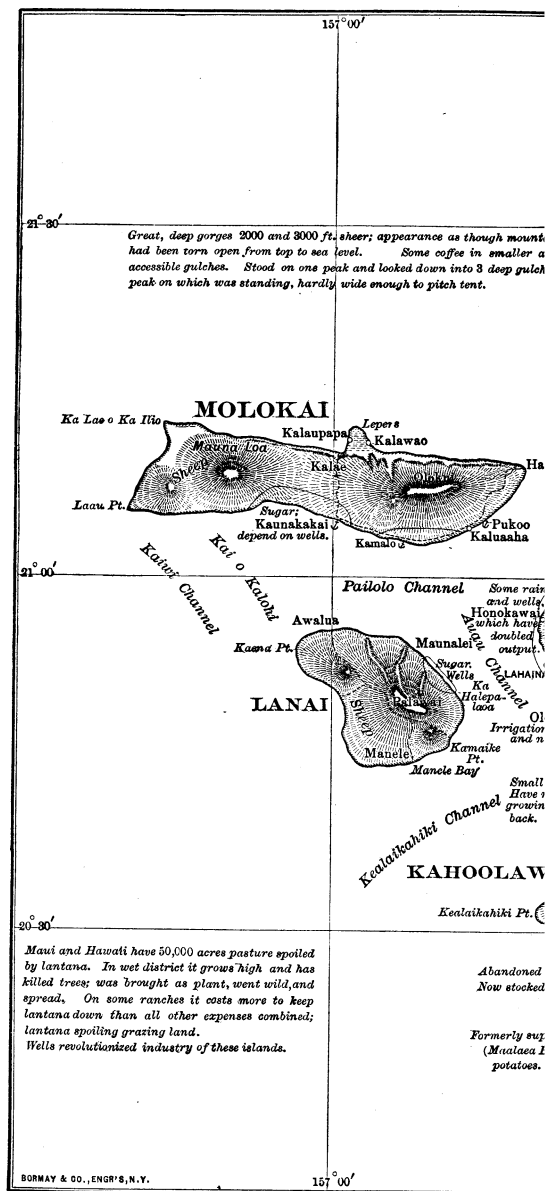 157°00′
21°30′
Great, deep gorges 2000 and 3000 ft. sheer; appearance as though mount
had been torn open from top to sea level. Some coffee in smaller a
accessible gulches. Stood on one peak and looked down into 3 deep gulch
peak on which was standing, hardly wide enough to pitch tent.
MOLOKAI
Ka Lae o Ka Ilio
Lepers
Kalaupapa
Kalawao
Mauna Loa
Kalae
Sheep
Olokui
Ha
Laau Pt.
Sugar;
Kaunakakai
depend on wells.
Pukoo
Kaluaaha
Kamalo
Kai o Kalohi
Kaiwi Channel
21°00′
Pailolo Channel
Some rain
and wells,
Honokawai
which have
doubled
output.
Auau Channel
LAHAINA
Awalua
Kaena Pt.
Maunalei
Sugar.
Wells
Ka
Halepa-
laoa
LANAI
Sheep
Palawai
Olo
Irrigation
and n
Manele
Kamaike
Pt.
Manele Bay
Small
Have n
growin
back.
Kealaikahiki Channel
KAHOOLAW
Kealaikahiki Pt.
20°30′
Maui and Hawaii have 50,000 acres pasture spoiled
by lantana. In wet district it grows high and has
killed trees; was brought as plant, went wild, and
spread, On some ranches it costs more to keep
lantana down than all other expenses combined;
lantana spoiling grazing land.
Wells revolutionized industry of these islands.
Abandoned
Now stocked
Formerly sup
(Maalaea B
potatoes.
BORMAY & CO., ENGR'S, N.Y.
157°00′